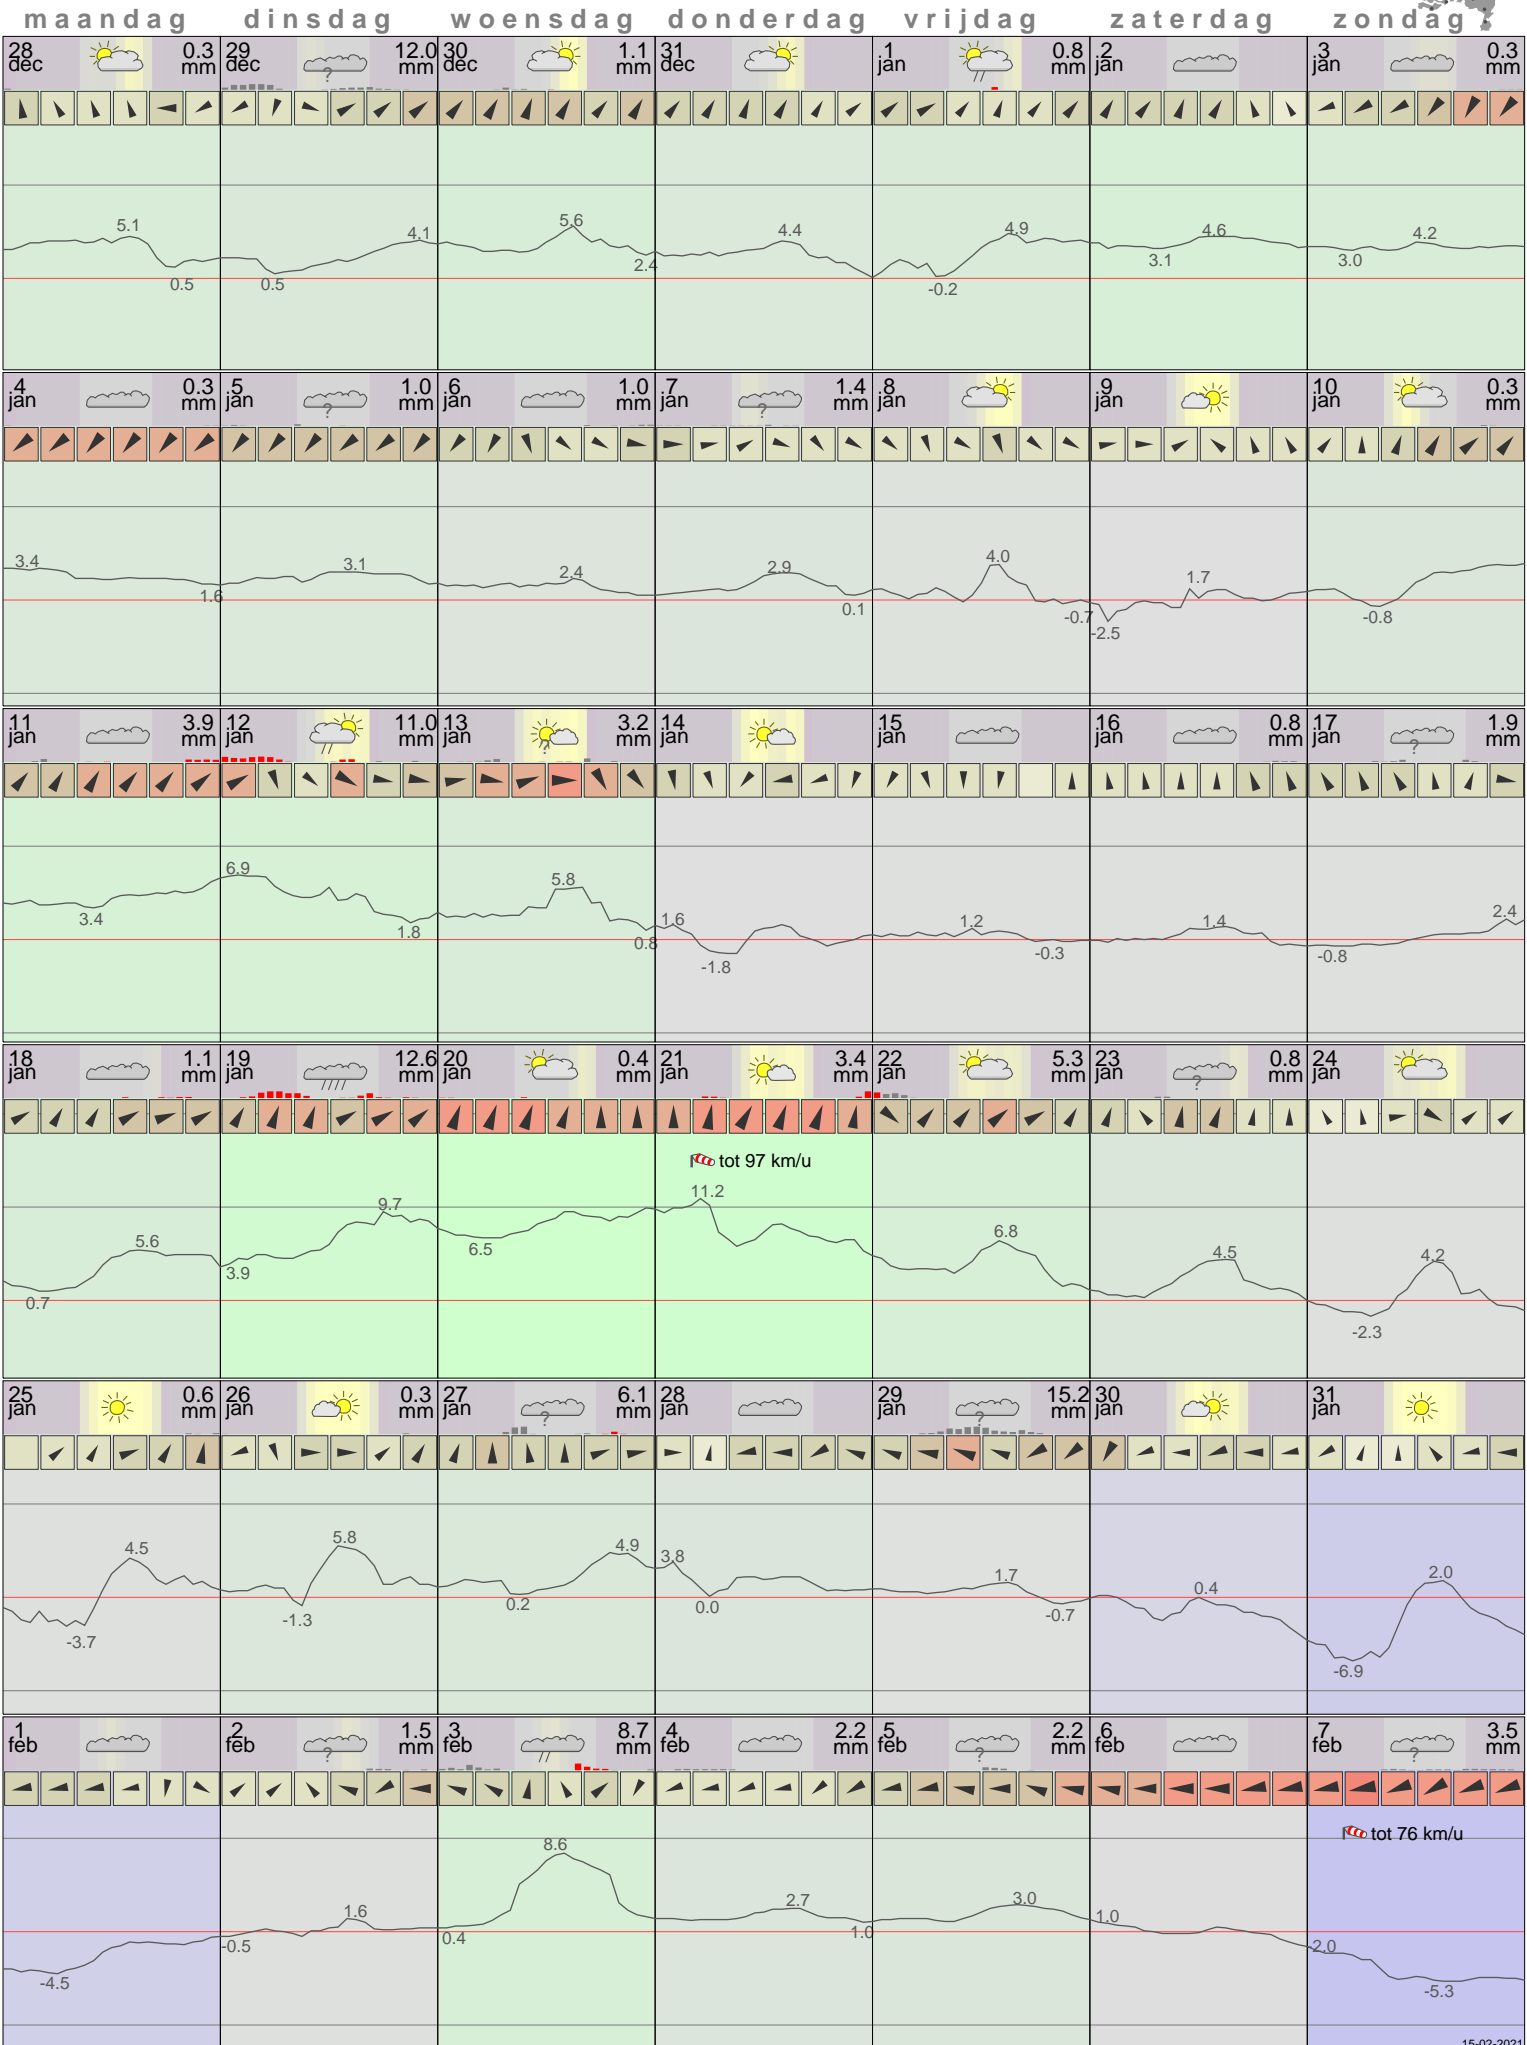 maandag dinsdag woensdag donderdag vrijdag zaterdag zondag
28 dec 0.3 mm 29 dec ? 12.0 mm 30 dec 1.1 mm 31 dec 1 jan 0.8 mm 2 jan 3 jan 0.3 mm
5.1 0.5 0.5 4.1 5.6 2.4 4.4 -0.2 4.9 3.1 4.6 3.0 4.2
4 jan 0.3 mm 5 jan ? 1.0 mm 6 jan 1.0 mm 7 jan ? 1.4 mm 8 jan 9 jan 10 jan 0.3 mm
3.4 1.6 3.1 2.4 2.9 0.1 4.0 -0.7 -2.5 1.7 -0.8
11 jan 3.9 mm 12 jan 11.0 mm 13 jan ? 3.2 mm 14 jan 15 jan 16 jan 0.8 mm 17 jan ? 1.9 mm
3.4 6.9 1.8 5.8 0.8 1.6 -1.8 1.2 -0.3 1.4 -0.8 2.4
18 jan 1.1 mm 19 jan 12.6 mm 20 jan 0.4 mm 21 jan 3.4 mm 22 jan 5.3 mm 23 jan ? 0.8 mm 24 jan
tot 97 km/u
0.7 5.6 3.9 9.7 6.5 11.2 6.8 4.5 -2.3 4.2
25 jan 0.6 mm 26 jan 0.3 mm 27 jan ? 6.1 mm 28 jan 29 jan ? 15.2 mm 30 jan 31 jan
-3.7 4.5 -1.3 5.8 0.2 4.9 3.8 0.0 1.7 -0.7 0.4 -6.9 2.0
1 feb 2 feb ? 1.5 mm 3 feb 8.7 mm 4 feb 2.2 mm 5 feb ? 2.2 mm 6 feb 7 feb ? 3.5 mm
tot 76 km/u
-4.5 -0.5 1.6 0.4 8.6 2.7 1.0 3.0 1.0 -2.0 -5.3
15-02-2021